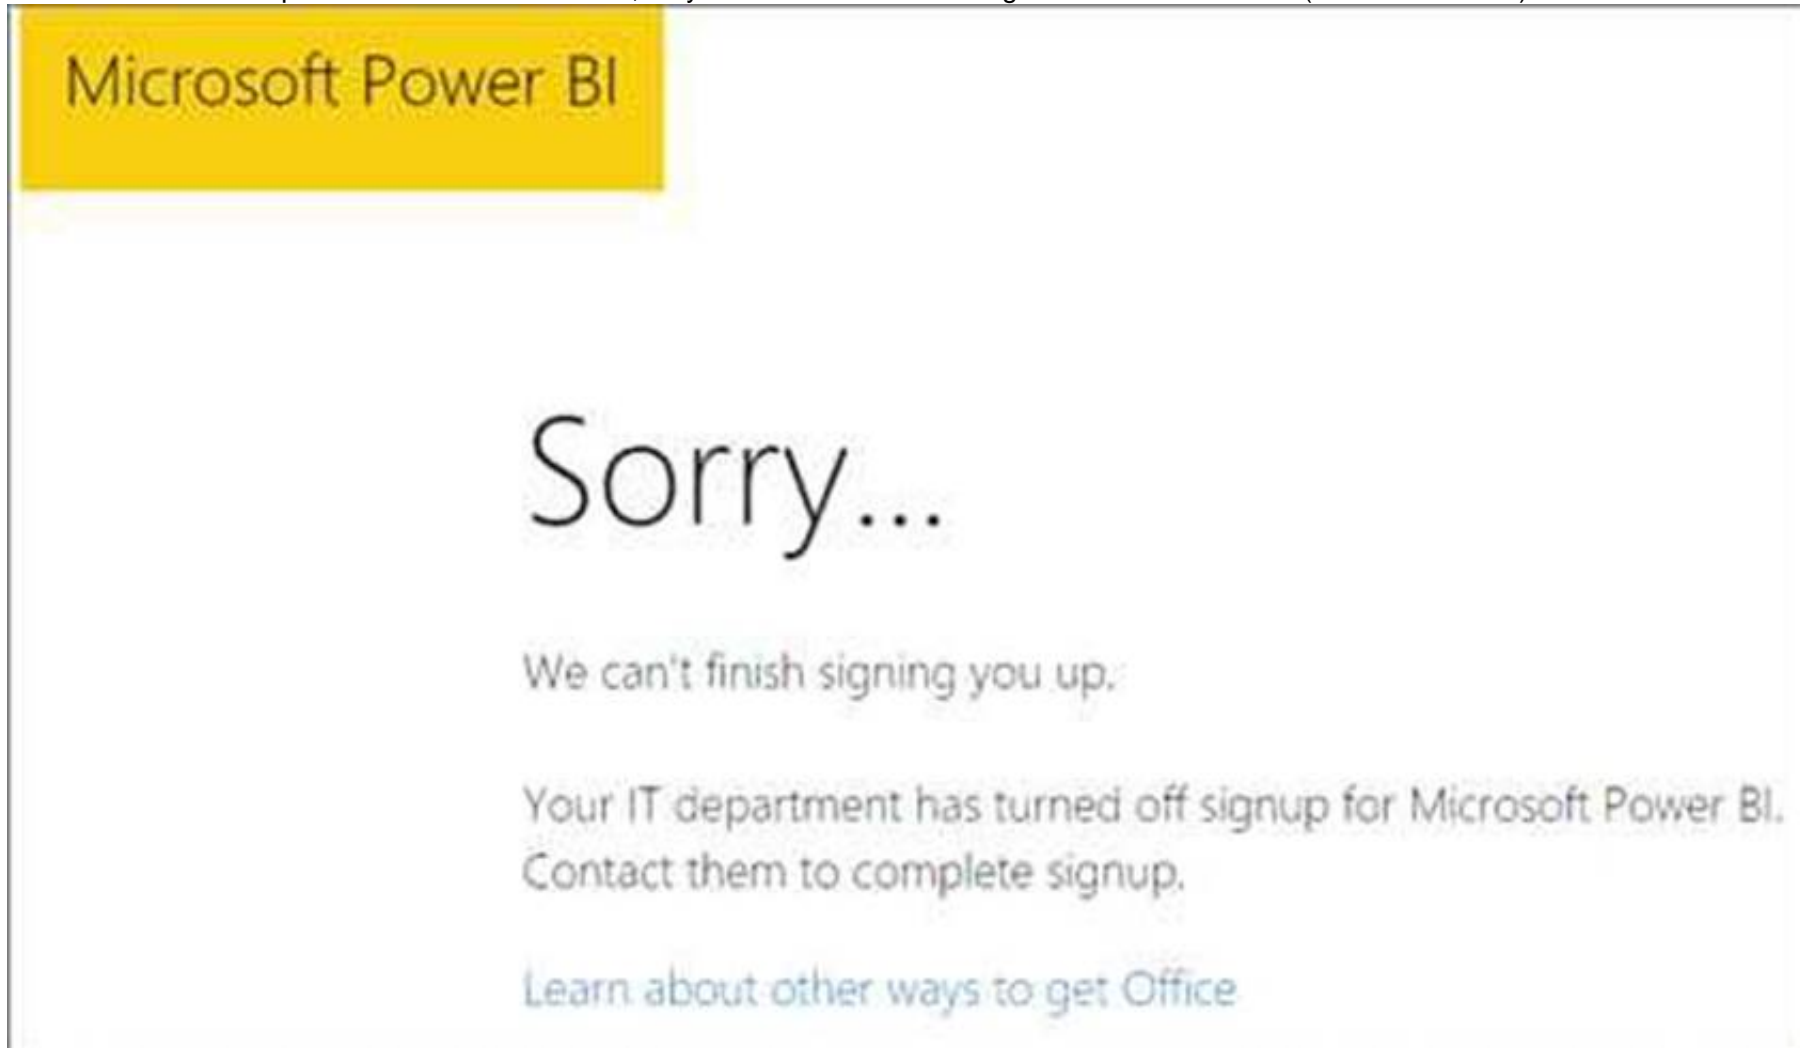 Microsoft Power BI
Sorry...
We can't finish signing you up.
Your IT department has turned off signup for Microsoft Power BI.
Contact them to complete signup.
Learn about other ways to get Office